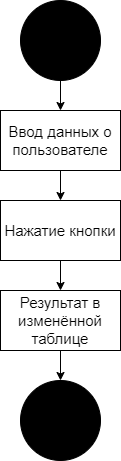 Ввод данных о
пользователе
Нажатие кнопки
Результат в
изменённой
таблице